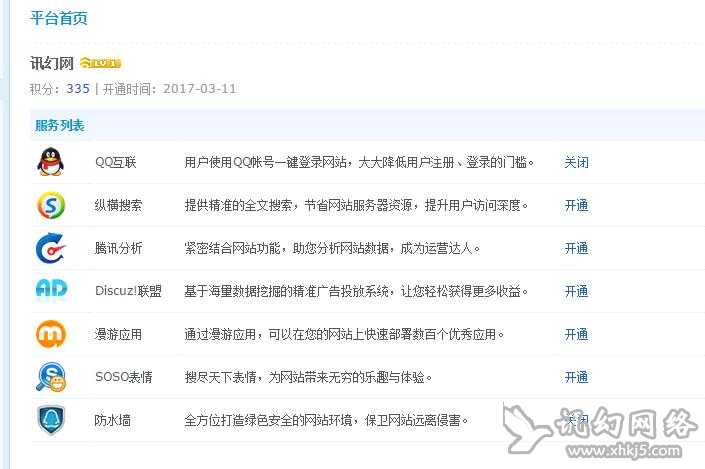 平台首页
讯幻网 LV 1
积分：335 | 开通时间：2017-03-11
服务列表
QQ互联 用户使用QQ帐号一键登录网站，大大降低用户注册、登录的门槛。 关闭
纵横搜索 提供精准的全文搜索，节省网站服务器资源，提升用户访问深度。 开通
腾讯分析 紧密结合网站功能，助您分析网站数据，成为运营达人。 开通
AD Discuz!联盟 基于海量数据挖掘的精准广告投放系统，让您轻松获得更多收益。 开通
漫游应用 通过漫游应用，可以在您的网站上快速部署数百个优秀应用。 开通
SOSO表情 搜尽天下表情，为网站带来无穷的乐趣与体验。 开通
防水墙 全方位打造绿色安全的网站环境，保卫网站远离侵害。 关闭
讯幻网络
www.xhkj5.com